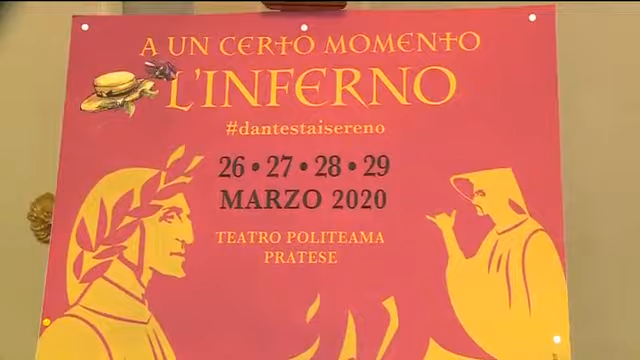 A UN CERTO MOMENTO
L'INFERNO
#dantestaisereno
26 • 27 • 28 • 29
MARZO 2020
TEATRO POLITEAMA
PRATESE